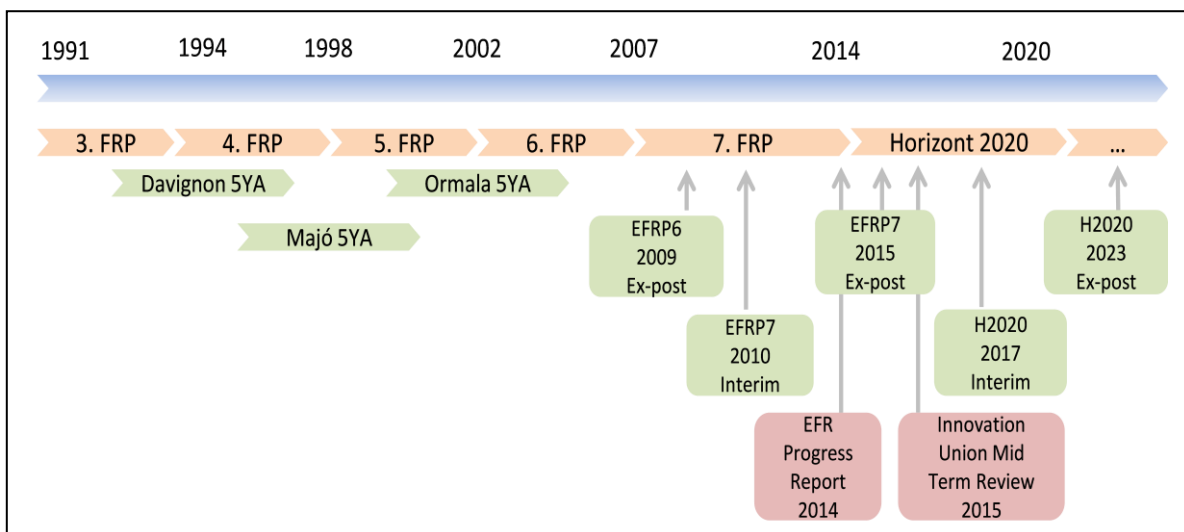 1991 1994 1998 2002 2007 2014 2020
3. FRP 4. FRP 5. FRP 6. FRP 7. FRP Horizont 2020 ...
Davignon 5YA Ormala 5YA
Majó 5YA
EFRP6
2009
Ex-post
EFRP7
2015
Ex-post
H2020
2023
Ex-post
EFRP7
2010
Interim
H2020
2017
Interim
EFR
Progress
Report
2014
Innovation
Union Mid
Term Review
2015